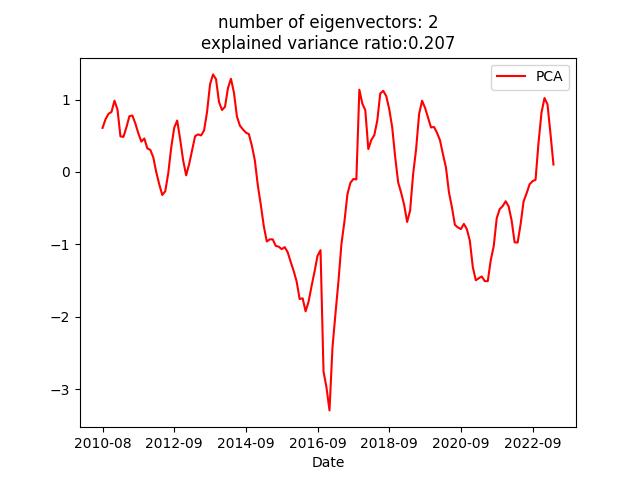 number of eigenvectors: 2
explained variance ratio:0.207
PCA
1
0
−1
−2
−3
2010-08 2012-09 2014-09 2016-09 2018-09 2020-09 2022-09
Date